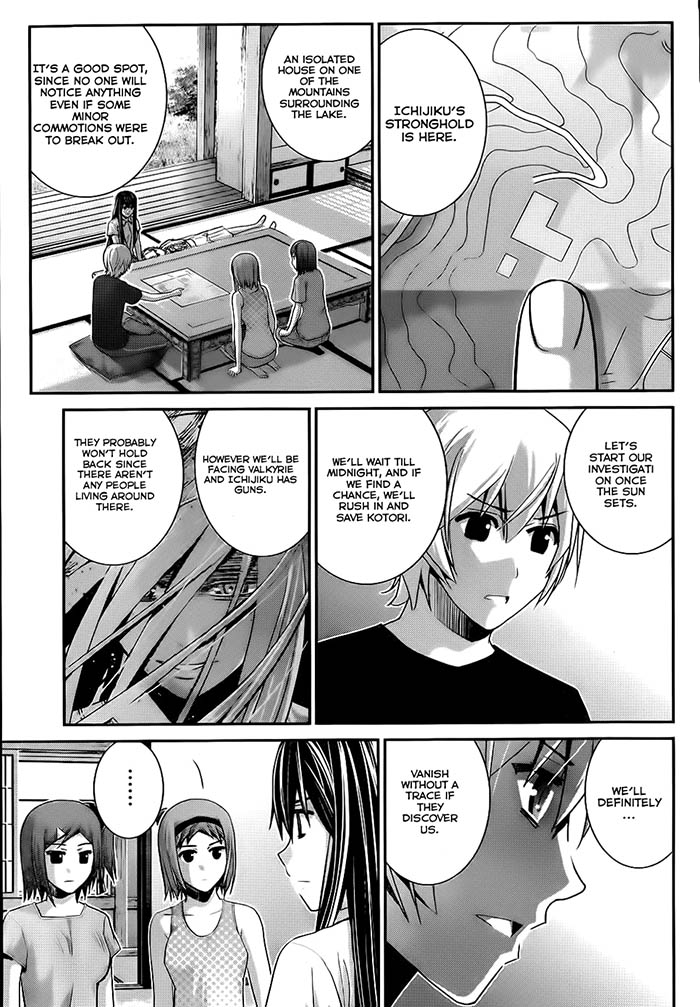 ICHIJIKU'S
STRONGHOLD
IS HERE.
AN ISOLATED
HOUSE ON ONE
OF THE
MOUNTAINS
SURROUNDING
THE LAKE.
IT'S A GOOD SPOT,
SINCE NO ONE WILL
NOTICE ANYTHING
EVEN IF SOME
MINOR
COMMOTIONS WERE
TO BREAK OUT.
LET'S
START OUR
INVESTIGATI
ON ONCE
THE SUN
SETS.
WE'LL WAIT TILL
MIDNIGHT, AND IF
WE FIND A
CHANCE, WE'LL
RUSH IN AND
SAVE KOTORI.
HOWEVER WE'LL BE
FACING VALKYRIE
AND ICHIJIKU HAS
GUNS.
THEY PROBABLY
WON'T HOLD
BACK SINCE
THERE AREN'T
ANY PEOPLE
LIVING AROUND
THERE.
WE'LL
DEFINITELY
...
VANISH
WITHOUT A
TRACE IF
THEY
DISCOVER
US.
......